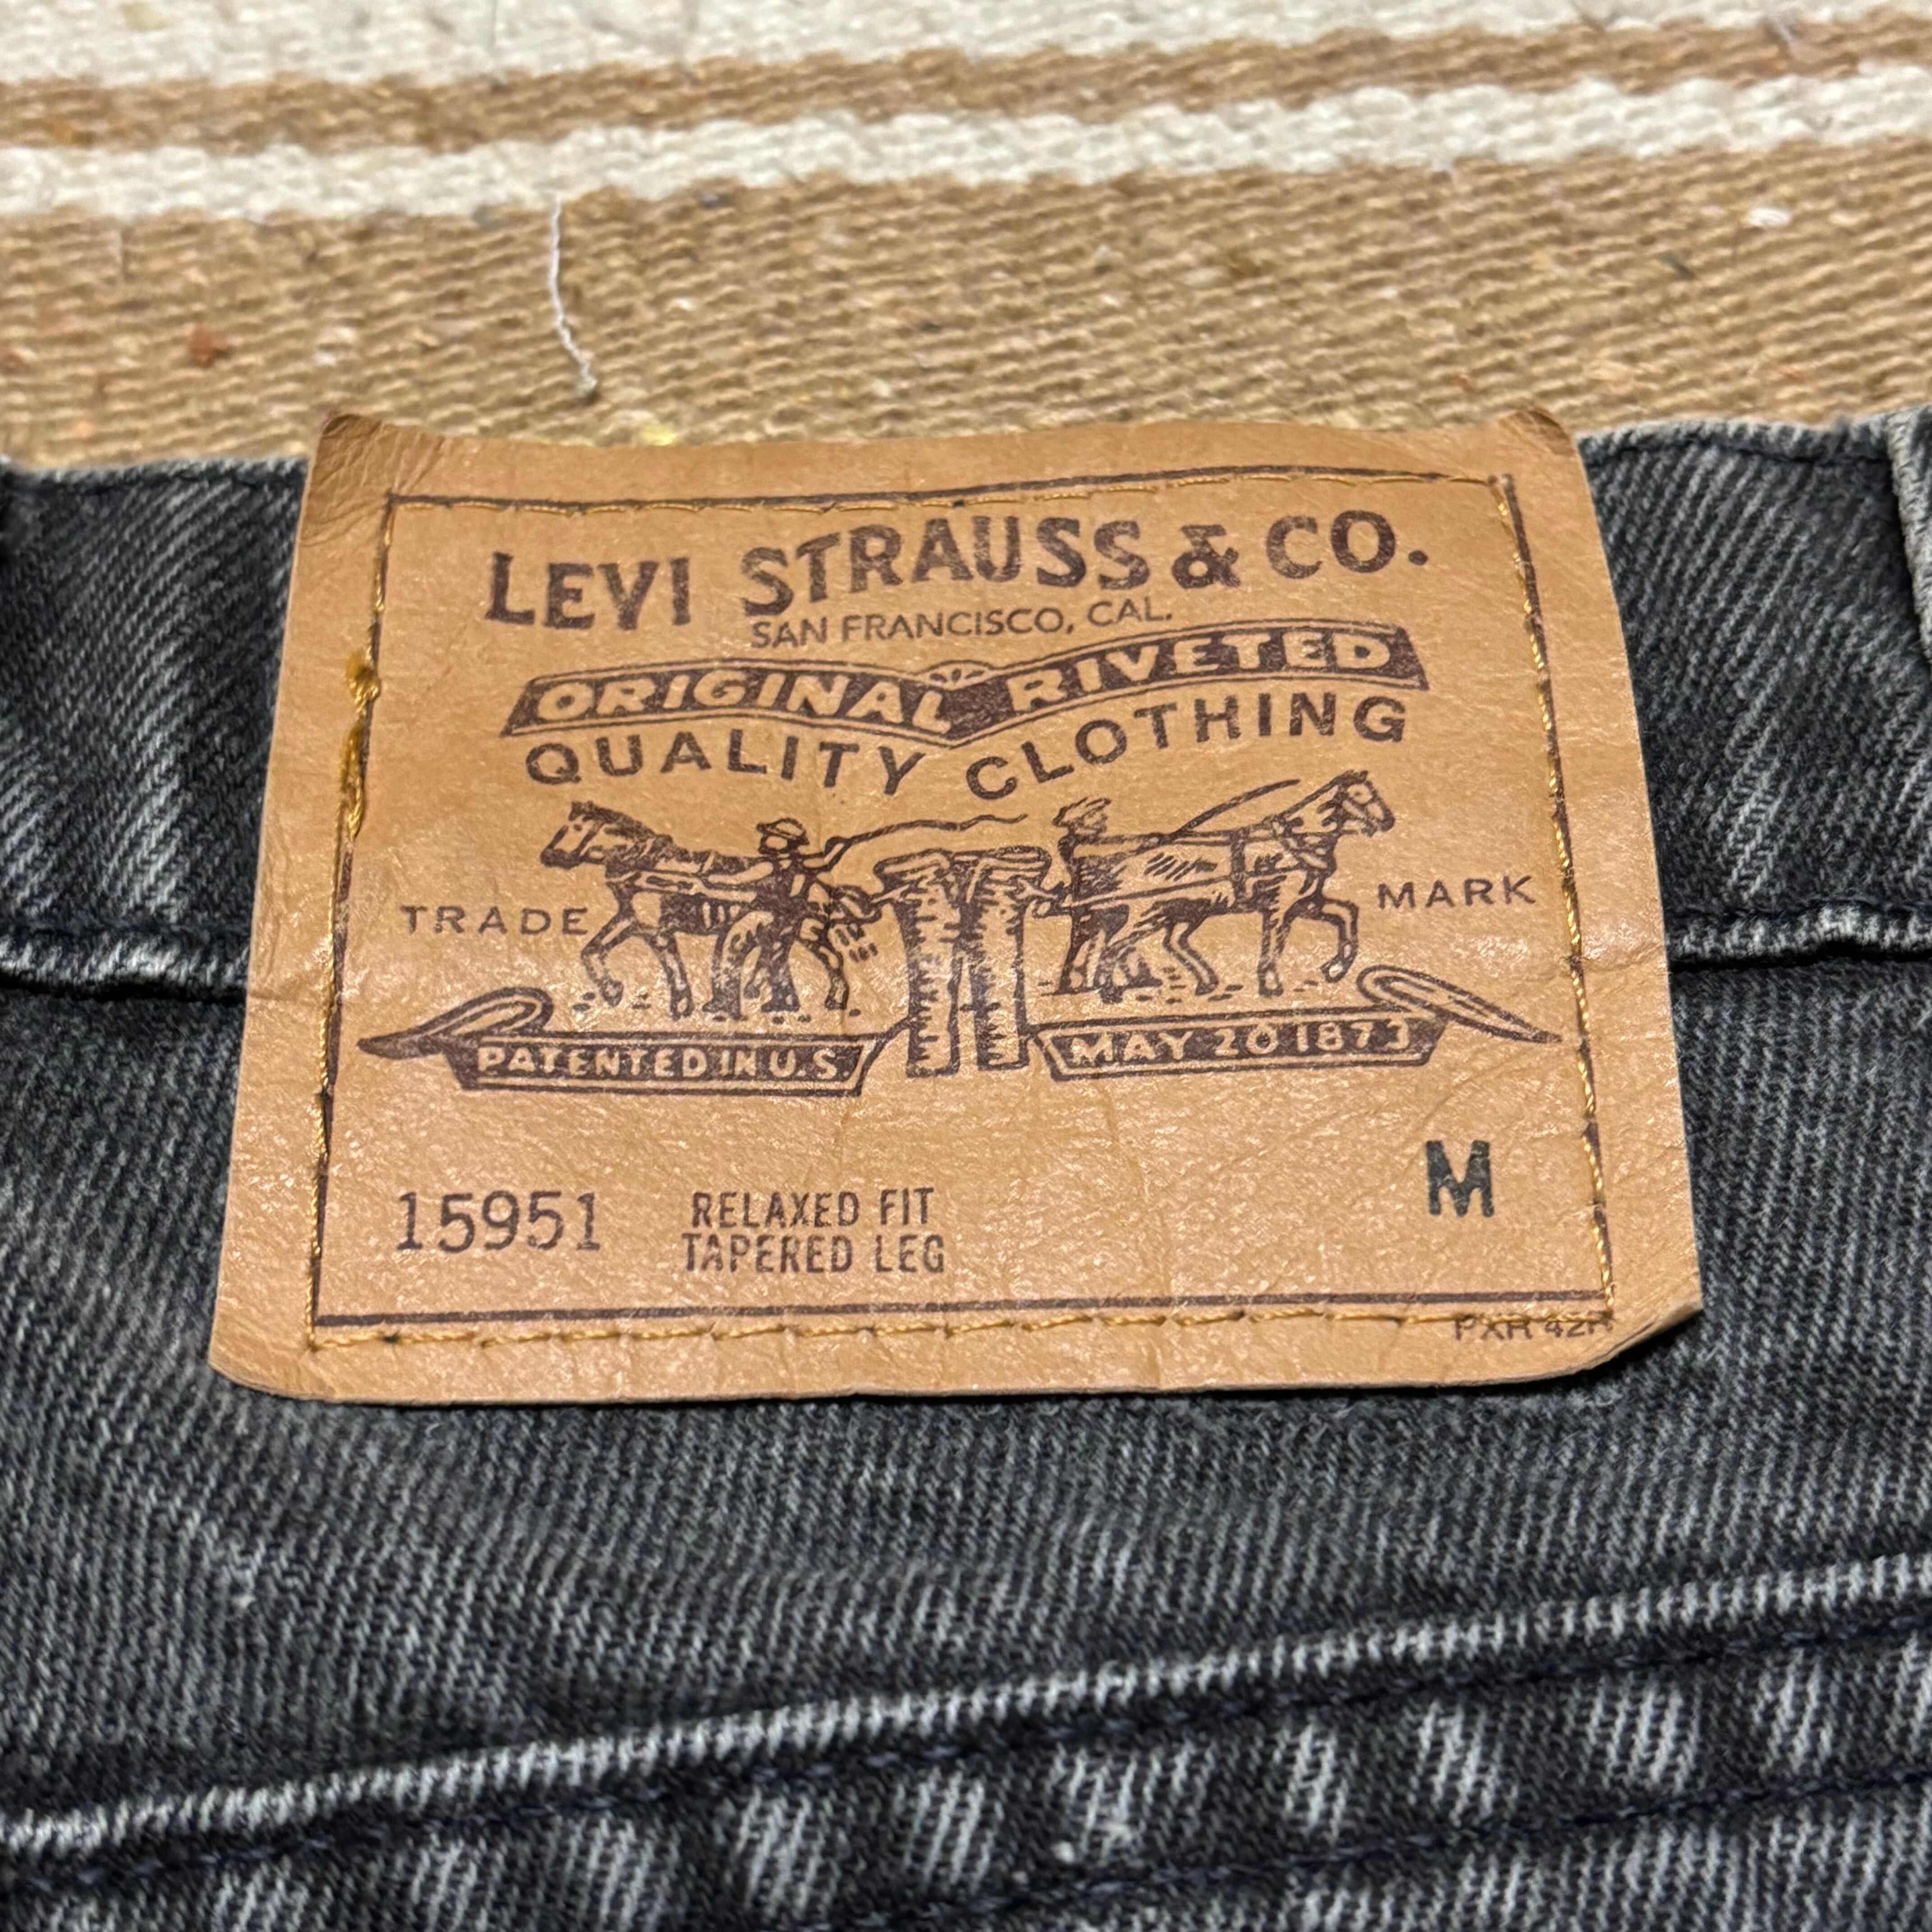 LEVI STRAUSS & CO.
SAN FRANCISCO, CAL.
ORIGINAL RIVETED
QUALITY CLOTHING
TRADE MARK
PATENTED IN U.S. MAY 20 1873
M
15951 RELAXED FIT
TAPERED LEG